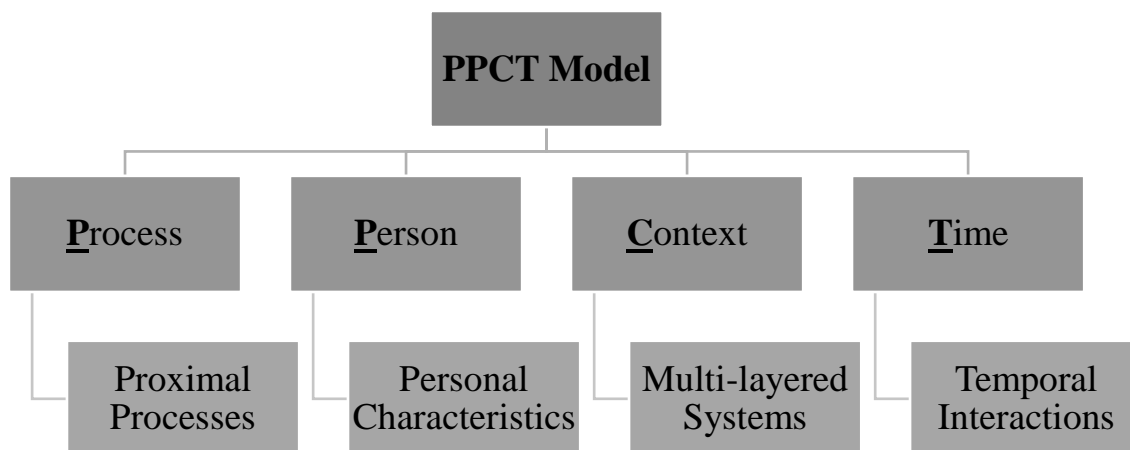 PPCT Model
Process
Person
Context
Time
Proximal
Processes
Personal
Characteristics
Multi-layered
Systems
Temporal
Interactions